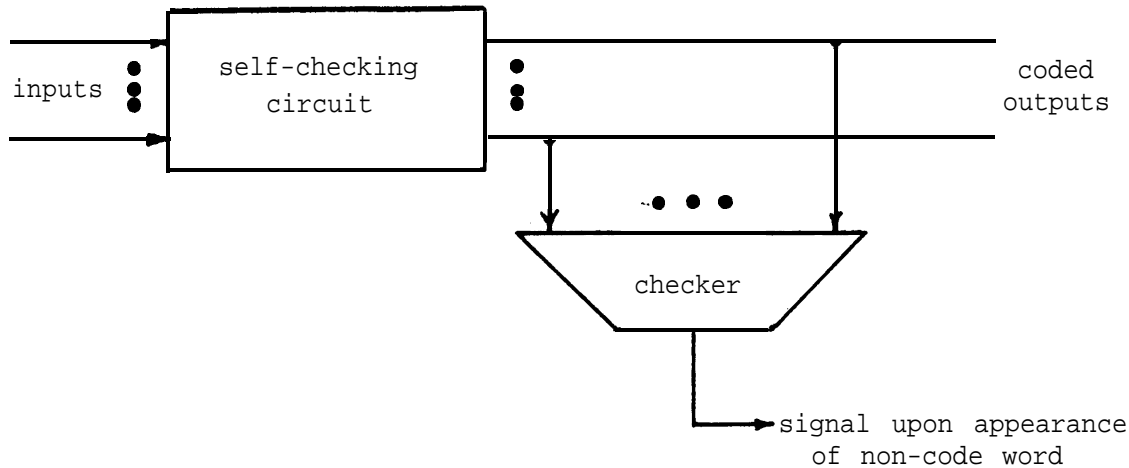 self-checking
circuit
inputs
coded
outputs
checker
signal upon appearance
of non-code word